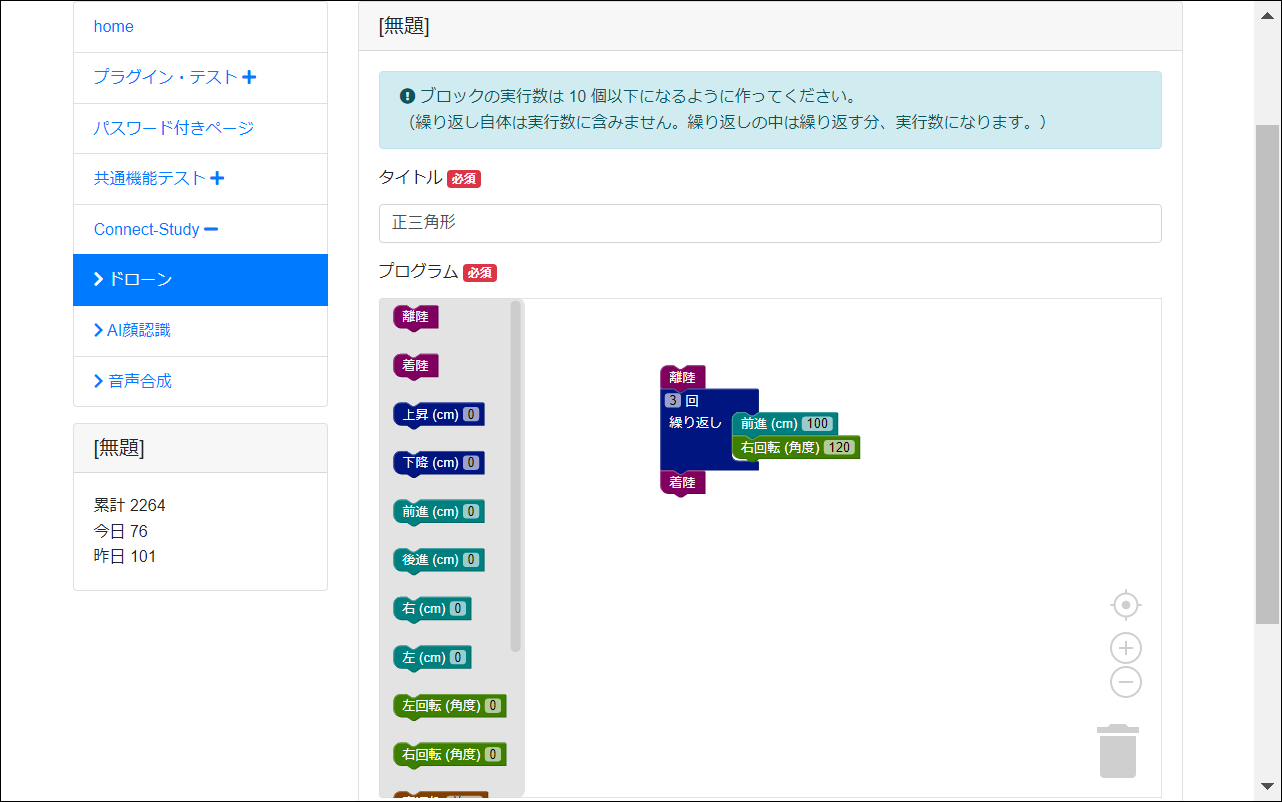 home
プラグイン・テスト
パスワード付きページ
共通機能テスト
Connect-Study
ドローン
AI顔認識
音声合成
[無題]
累計 2264
今日 76
昨日 101
[無題]
ブロックの実行数は 10 個以下になるように作ってください。
（繰り返し自体は実行数に含みません。繰り返しの中は繰り返す分、実行数になります。）
タイトル 必須
正三角形
プログラム 必須
離陸
着陸
上昇 (cm) 0
下降 (cm) 0
前進 (cm) 0
後進 (cm) 0
右 (cm) 0
左 (cm) 0
左回転 (角度) 0
右回転 (角度) 0
離陸
3 回
繰り返し
前進 (cm) 100
右回転 (角度) 120
着陸